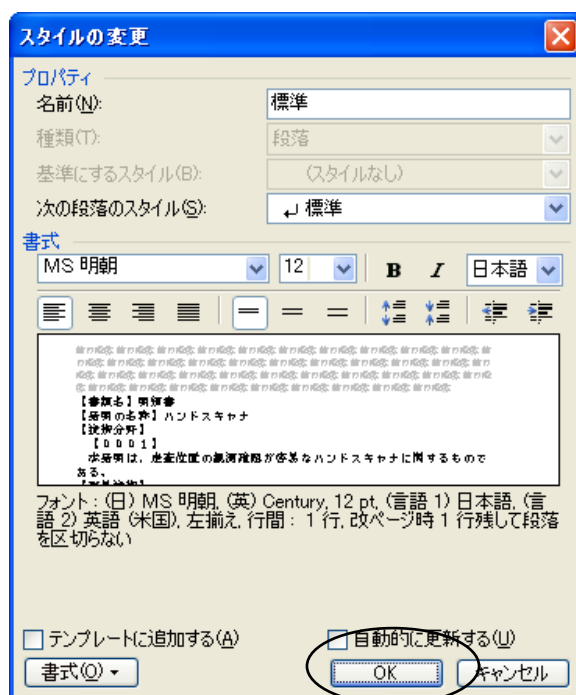 スタイルの変更
プロパティ
名前(N): 標準
種類(T): 段落
基準にするスタイル(B): (スタイルなし)
次の段落のスタイル(S): ↵ 標準
書式
MS 明朝 12 B I 日本語
【書類名】明細書
【発明の名称】ハンドスキャナ
【技術分野】
【0001】
本発明は、走査位置の観測確認が容易なハンドスキャナに関するもので
ある。
フォント : (日) MS 明朝, (英) Century, 12 pt, (言語 1) 日本語, (言
語 2) 英語 (米国), 左揃え, 行間 : 1 行, 改ページ時 1 行残して段落
を区切らない
テンプレートに追加する(A) 自動的に更新する(U)
書式(O) OK キャンセル